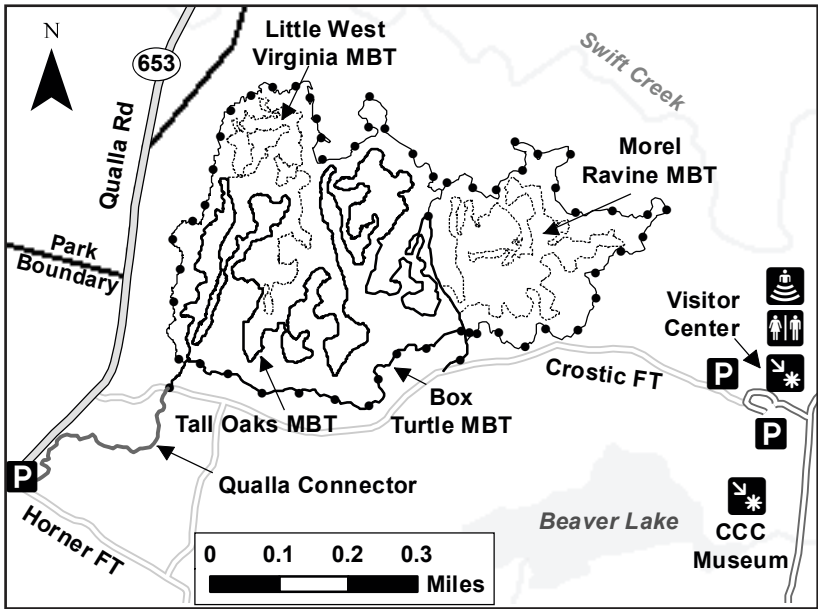 N
Little West
Virginia MBT
653
Qualla Rd
Swift Creek
Morel
Ravine MBT
Park
Boundary
Visitor
Center
Crostic FT
P
Tall Oaks MBT
Box
Turtle MBT
P
P
Qualla Connector
Horner FT
Beaver Lake
CCC
Museum
0 0.1 0.2 0.3
Miles